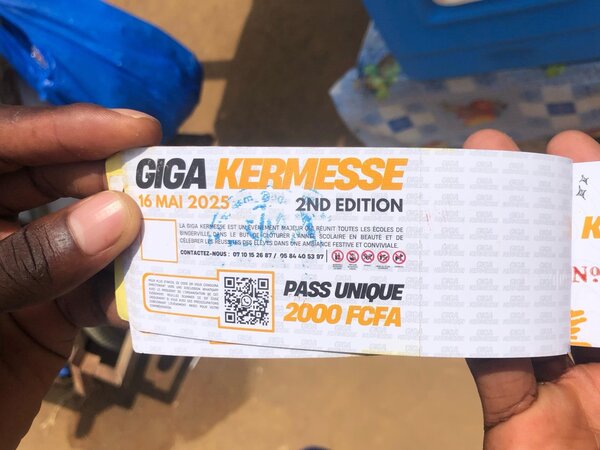 GIGA KERMESSE
16 MAI 2025 2ND EDITION
LA GIGA KERMESSE EST UN ÉVÉNEMENT MAJEUR QUI RÉUNIT TOUTES LES ÉCOLES DE
BINGERVILLE, DANS LE BUT DE CLÔTURER L'ANNÉE SCOLAIRE EN BEAUTÉ ET DE
CÉLÉBRER LES RÉUSSITES DES ÉLÈVES DANS UNE AMBIANCE FESTIVE ET CONVIVIALE.
CONTACTEZ-NOUS : 07 10 15 26 87 / 05 84 40 53 97
PASS UNIQUE
2000 FCFA
K
N°